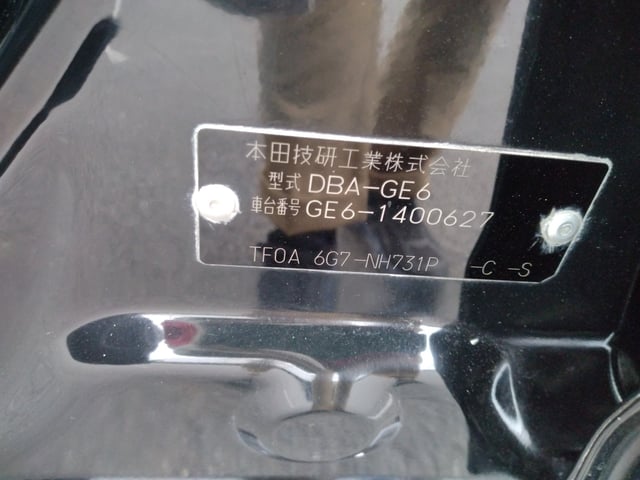 本田技研工業株式会社
型式 DBA-GE6
車台番号 GE6-1400627
TF0A 6G7-NH731P -C -S